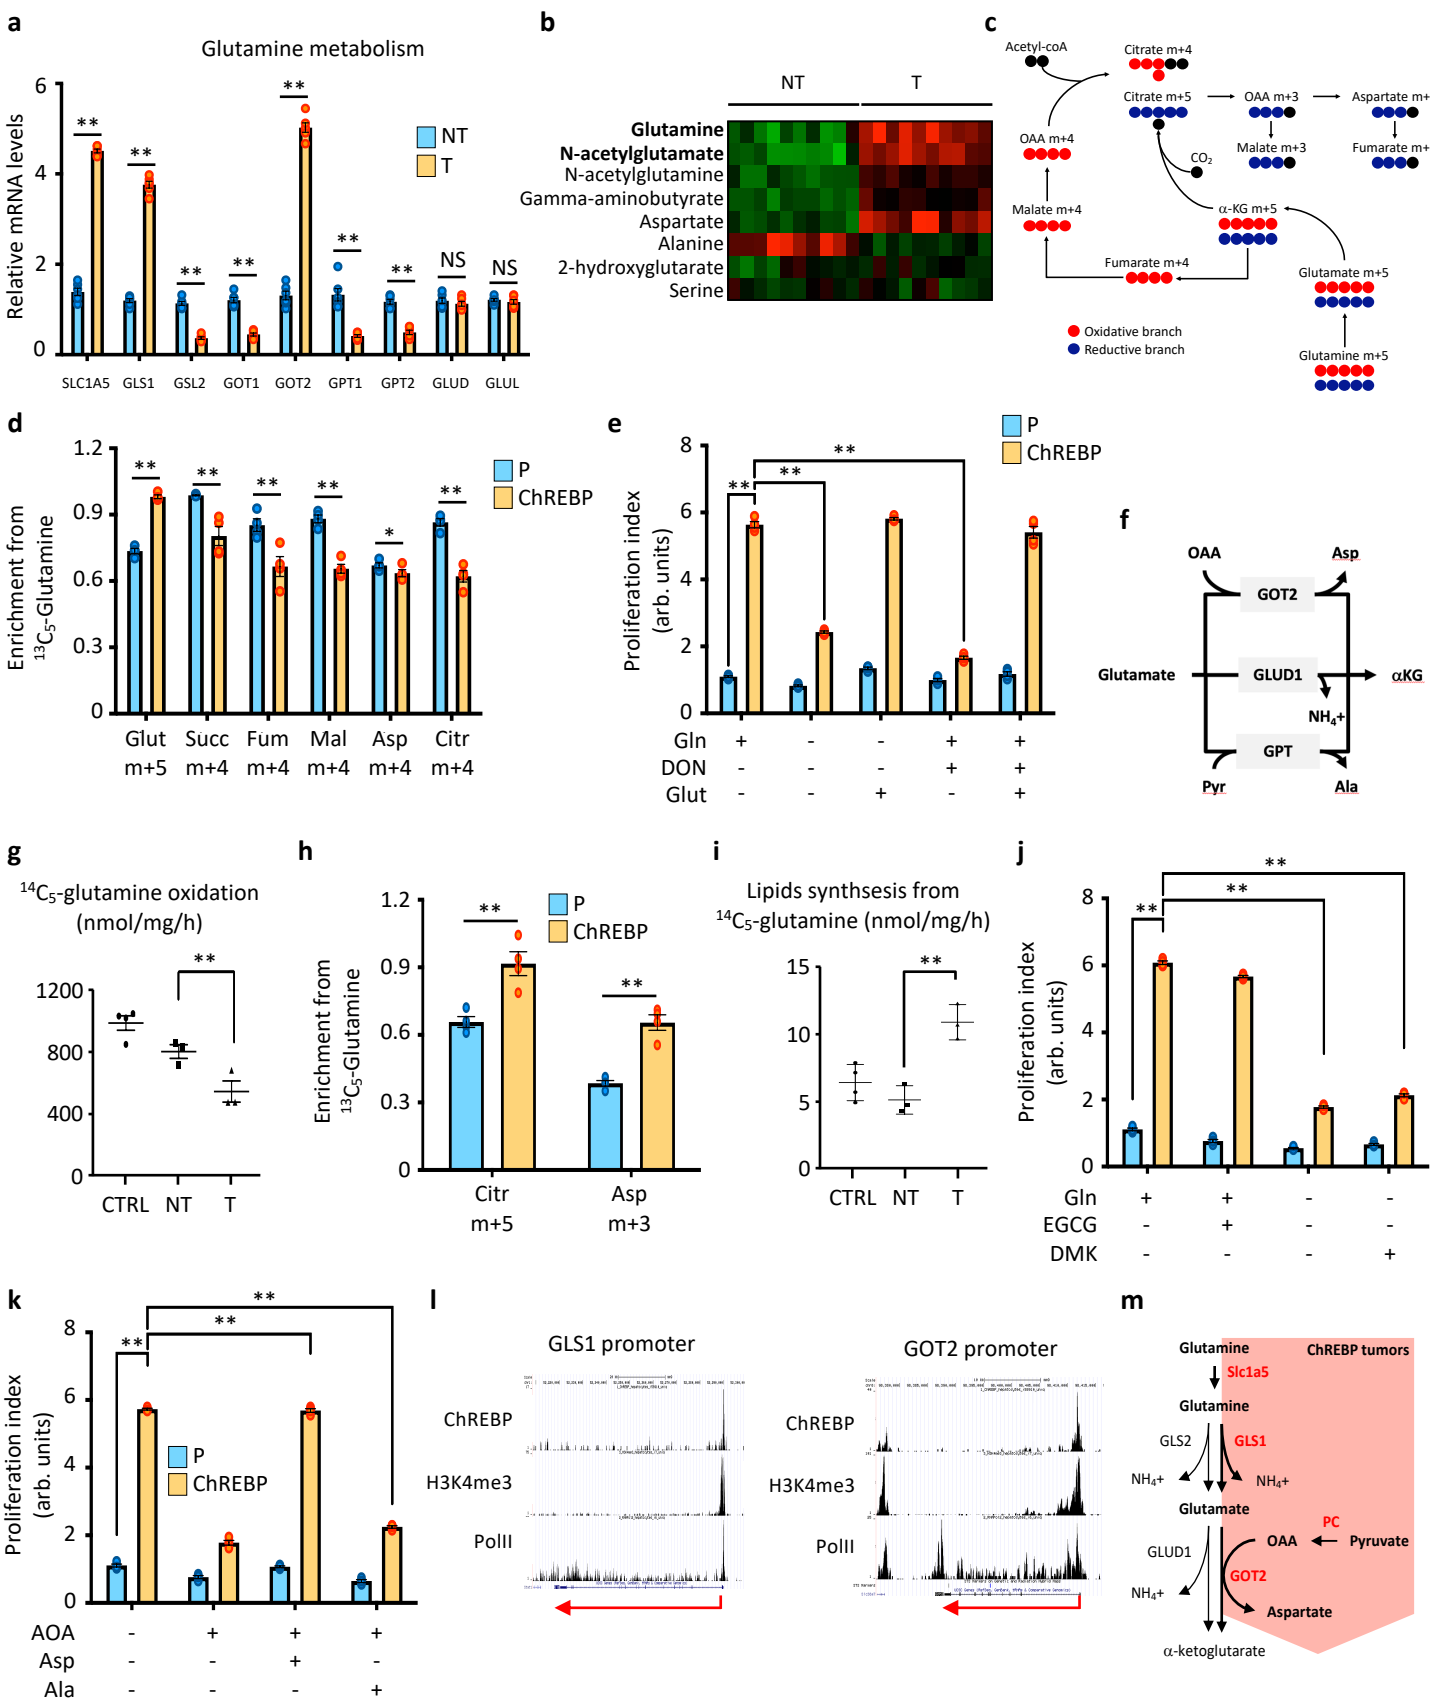 a
Glutamine metabolism
Relative mRNA levels
6
4
2
0
** ** ** ** ** ** ** NS NS
NT
T
SLC1A5 GLS1 GSL2 GOT1 GOT2 GPT1 GPT2 GLUD GLUL
b
NT T
Glutamine
N-acetylglutamate
N-acetylglutamine
Gamma-aminobutyrate
Aspartate
Alanine
2-hydroxyglutarate
Serine
c
Acetyl-coA
Citrate m+4
Citrate m+5
OAA m+3
Aspartate m+
OAA m+4
Malate m+3
Fumarate m+
CO2
Malate m+4
α-KG m+5
Fumarate m+4
Glutamate m+5
Oxidative branch
Reductive branch
Glutamine m+5
d
Enrichment from
13C5-Glutamine
1.2
0.9
0.6
0.3
0
** ** ** ** * **
P
ChREBP
Glut Succ Fum Mal Asp Citr
m+5 m+4 m+4 m+4 m+4 m+4
e
Proliferation index
(arb. units)
8
6
4
2
0
** ** **
P
ChREBP
Gln + - - + +
DON - - - + +
Glut - - + - +
f
OAA Asp
GOT2
Glutamate GLUD1 αKG
NH4+
GPT
Pyr Ala
g
14C5-glutamine oxidation
(nmol/mg/h)
**
1200
800
400
0
CTRL NT T
h
Enrichment from
13C5-Glutamine
1.2
0.9
0.6
0.3
0
** **
P
ChREBP
Citr Asp
m+5 m+3
i
Lipids synthsesis from
14C5-glutamine (nmol/mg/h)
**
15
10
5
0
CTRL NT T
j
Proliferation index
(arb. units)
8
6
4
2
0
** ** **
Gln + + - -
EGCG - + - -
DMK - - - +
k
Proliferation index
(arb. units)
8
6
4
2
0
** ** **
P
ChREBP
AOA - + + +
Asp - - + -
Ala - - - +
l
GLS1 promoter
GOT2 promoter
ChREBP
H3K4me3
PolII
ChREBP
H3K4me3
PolII
m
Glutamine ChREBP tumors
Slc1a5
Glutamine
GLS2 GLS1
NH4+ NH4+
Glutamate
PC
GLUD1 OAA Pyruvate
GOT2
NH4+
Aspartate
α-ketoglutarate